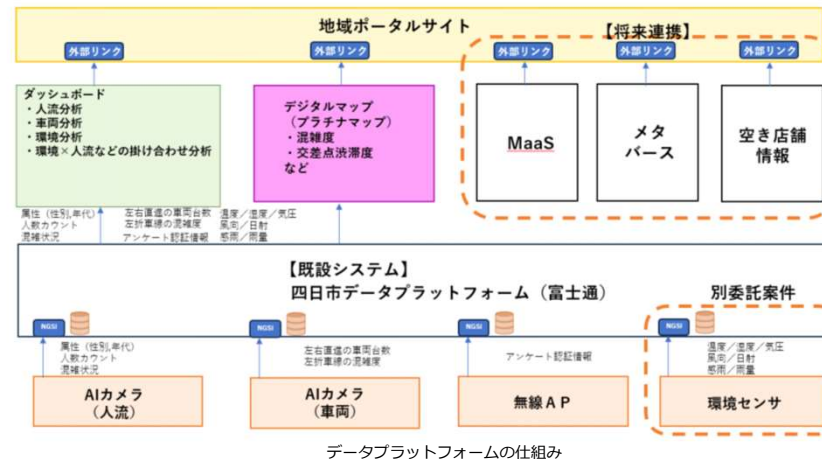 地域ポータルサイト
【将来連携】
外部リンク
外部リンク
外部リンク
外部リンク
外部リンク
ダッシュボード
・人流分析
・車両分析
・環境分析
・環境×人流などの掛け合わせ分析
デジタルマップ
（プラチナマップ）
・混雑度
・交差点渋滞度
など
MaaS
メタ
バース
空き店舗
情報
属性（性別,年代）
人数カウント
混雑状況
左右直進の車両台数
左折車線の混雑度
アンケート認証情報
温度／湿度／気圧
風向／日射
感雨／雨量
【既設システム】
四日市データプラットフォーム（富士通）
別委託案件
NGSI
NGSI
NGSI
NGSI
属性（性別,年代）
人数カウント
混雑状況
左右直進の車両台数
左折車線の混雑度
アンケート認証情報
温度／湿度／気圧
風向／日射
感雨／雨量
AIカメラ
（人流）
AIカメラ
（車両）
無線ＡＰ
環境センサ
データプラットフォームの仕組み